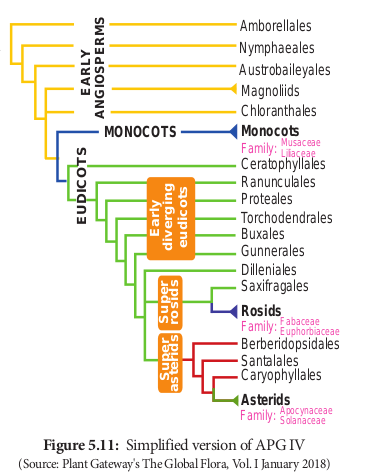 Amborellales
Nymphaeales
Austrobaileyales
EARLY
ANGIOSPERMS
Magnoliids
Chloranthales
MONOCOTS
Monocots
Family: Musaceae
Liliaceae
EUDICOTS
Ceratophyllales
Ranunculales
Early
diverging
eudicots
Proteales
Torchodendrales
Buxales
Gunnerales
Dilleniales
Super
rosids
Saxifragales
Rosids
Family: Fabaceae
Euphorbiaceae
Super
asterids
Berberidopsidales
Santalales
Caryophyllales
Asterids
Family: Apocynaceae
Solanaceae
Figure 5.11: Simplified version of APG IV
(Source: Plant Gateway's The Global Flora, Vol. I January 2018)